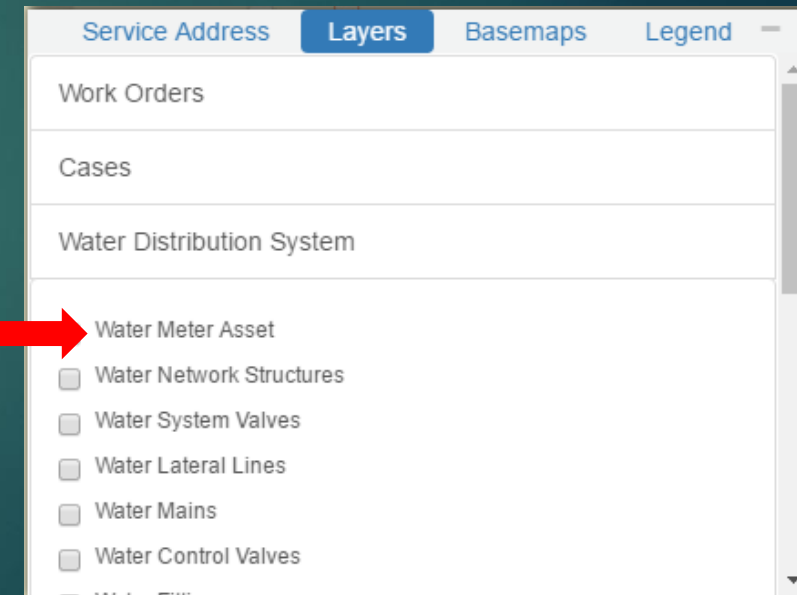 Service Address Layers Basemaps Legend
Work Orders
Cases
Water Distribution System
Water Meter Asset
Water Network Structures
Water System Valves
Water Lateral Lines
Water Mains
Water Control Valves